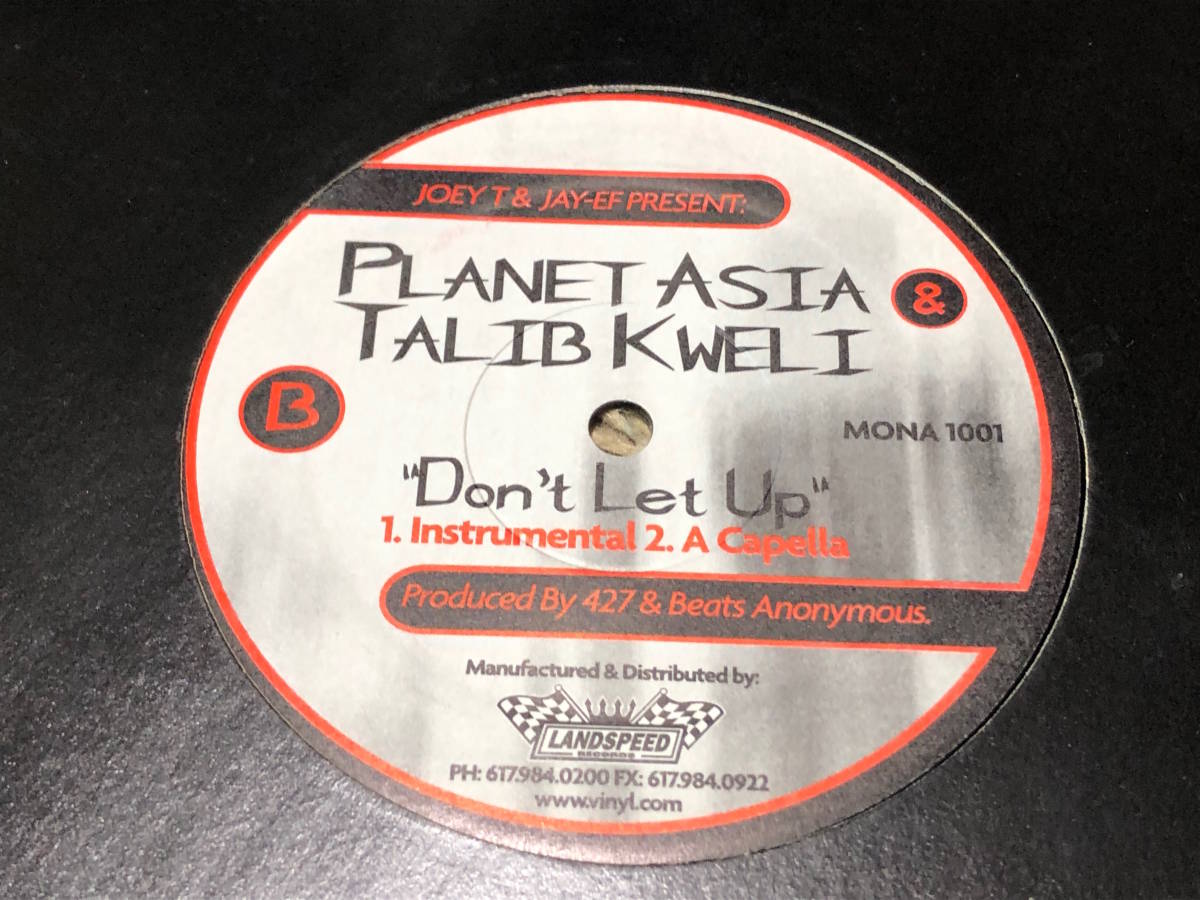 JOEY T & JAY-EF PRESENT:
PLANET ASIA
&
TALIB KWELI
B
MONA 1001
"Don't Let Up"
1. Instrumental 2. A Capella
Produced By 427 & Beats Anonymous.
Manufactured & Distributed by:
LANDSPEED
RECORDS
PH: 617.984.0200 FX: 617.984.0922
www.vinyl.com